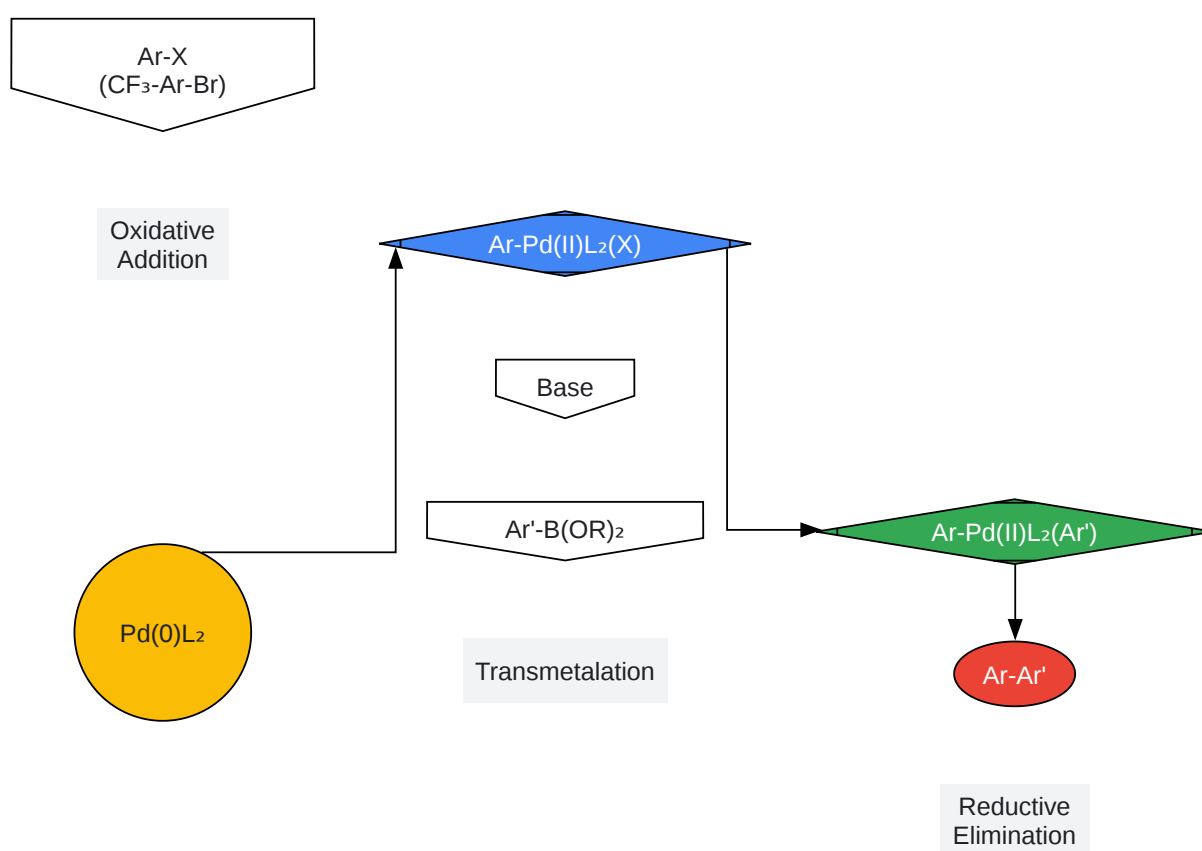 Ar-X
(CF₃-Ar-Br)
Oxidative
Addition
Ar-Pd(II)L₂(X)
Base
Ar'-B(OR)₂
Ar-Pd(II)L₂(Ar')
Pd(0)L₂
Transmetalation
Ar-Ar'
Reductive
Elimination